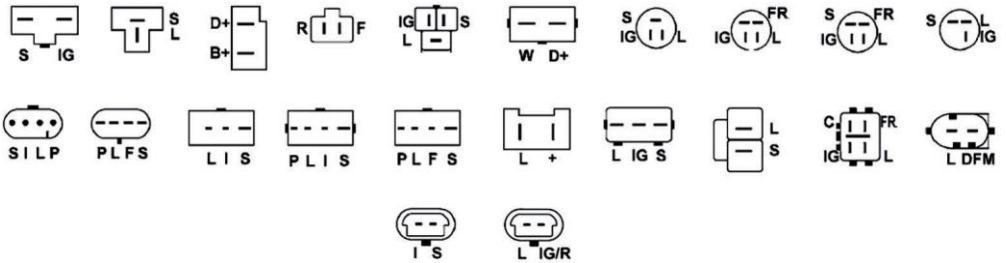 S IG
S
L
D+
B+
R F
IG S
L
W D+
S
IG L
FR
IG L
S FR
IG L
S L
IG
S I L P
P L F S
L I S
P L I S
P L F S
L +
L IG S
L
S
C FR
IG L
L DFM
I S
L IG/R